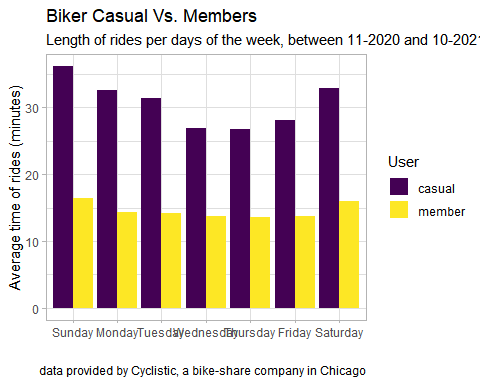 Biker Casual Vs. Members
Length of rides per days of the week, between 11-2020 and 10-2021
Average time of rides (minutes)
30
20
10
0
Sunday Monday Tuesday Wednesday Thursday Friday Saturday
User
casual
member
data provided by Cyclistic, a bike-share company in Chicago